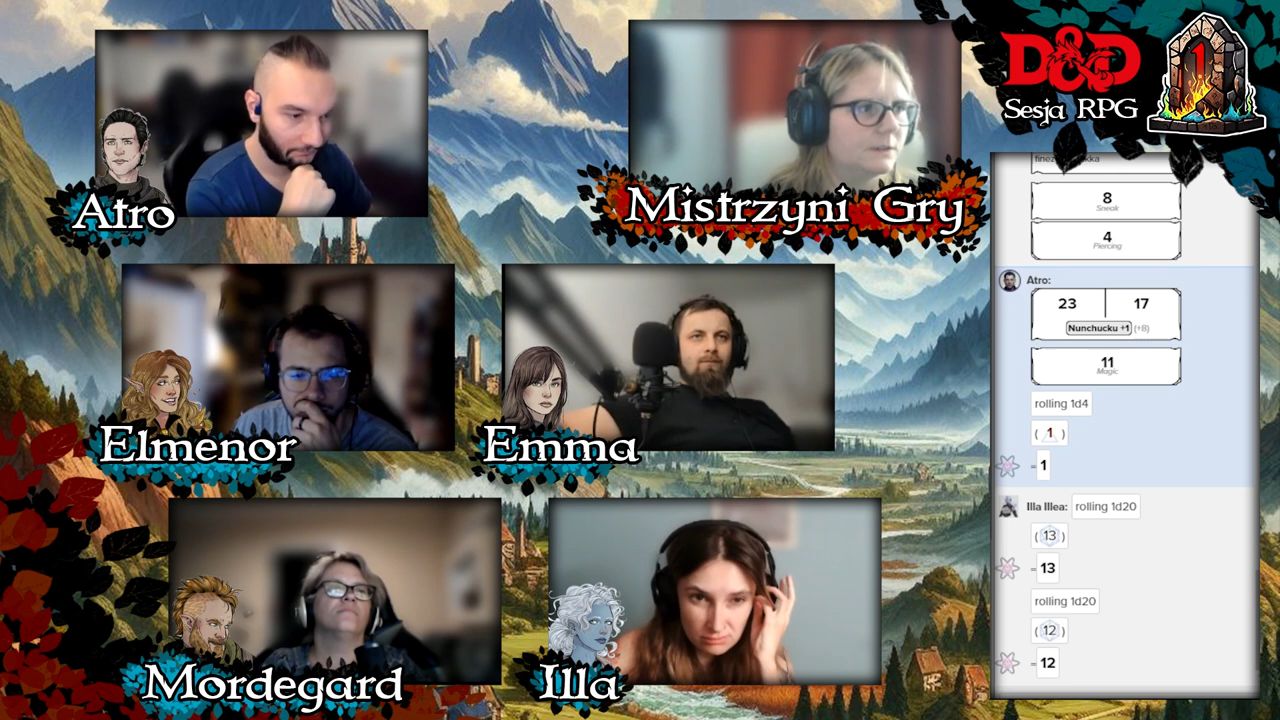 D&D
Sesja RPG
1
Atro
Mistrzyni Gry
Elmenor
Emma
Mordegard
Illa
8
Sneak
4
Piercing
Atro:
23 17
Nunchucku +1 (+8)
11
Magic
rolling 1d4
( 1 )
= 1
Illa Illea: rolling 1d20
( 13 )
= 13
rolling 1d20
( 12 )
= 12